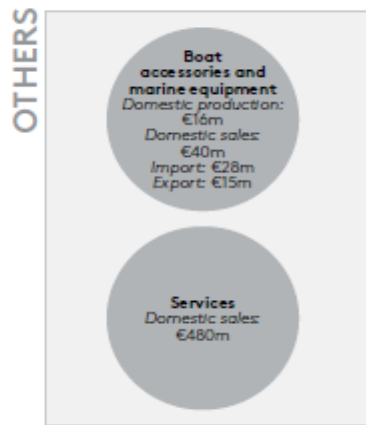 OTHERS
Boat
accessories and
marine equipment
Domestic production:
€16m
Domestic sales:
€40m
Import: €28m
Export: €15m
Services
Domestic sales:
€480m